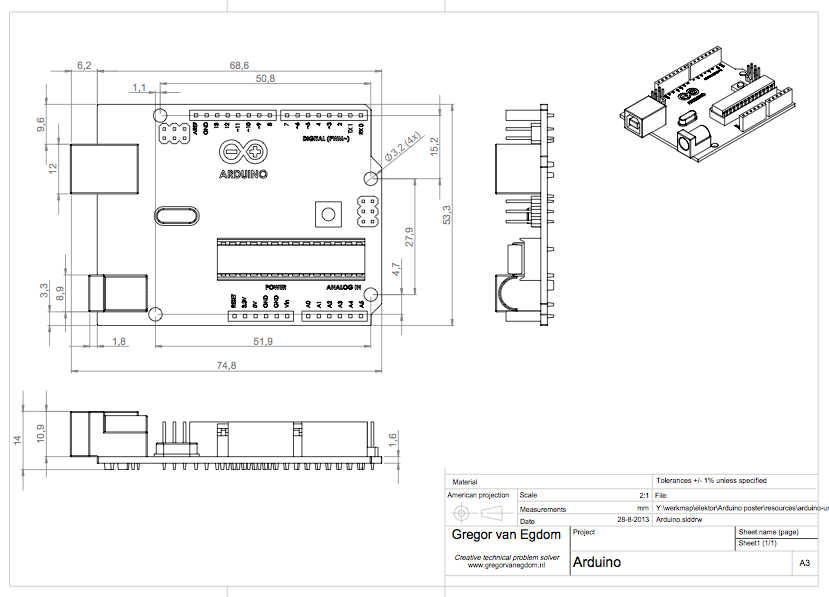 6,2
68,6
50,8
1,1
9,6
12
3,3
8,9
1,8
51,9
74,8
15,2
53,3
27,9
4,7
Ø3,2 (4x)
AREF
GND
13
12
~11
~10
~9
8
7
~6
~5
4
~3
2
TX 1
RX 0
DIGITAL (PWM~)
ARDUINO
POWER
ANALOG IN
RESET
3.3V
5V
GND
GND
Vin
A0
A1
A2
A3
A4
A5
14
10,9
1,6
Material
Tolerances +/- 1% unless specified
American projection
Scale
2:1
File:
Measurements
mm
Y:\werkmap\elektor\Arduino poster\resources\arduino-un
Date
28-8-2013
Arduino.slddrw
Gregor van Egdom
Project
Sheet name (page)
Sheet1 (1/1)
Creative technical problem solver
www.gregorvanegdom.nl
Arduino
A3